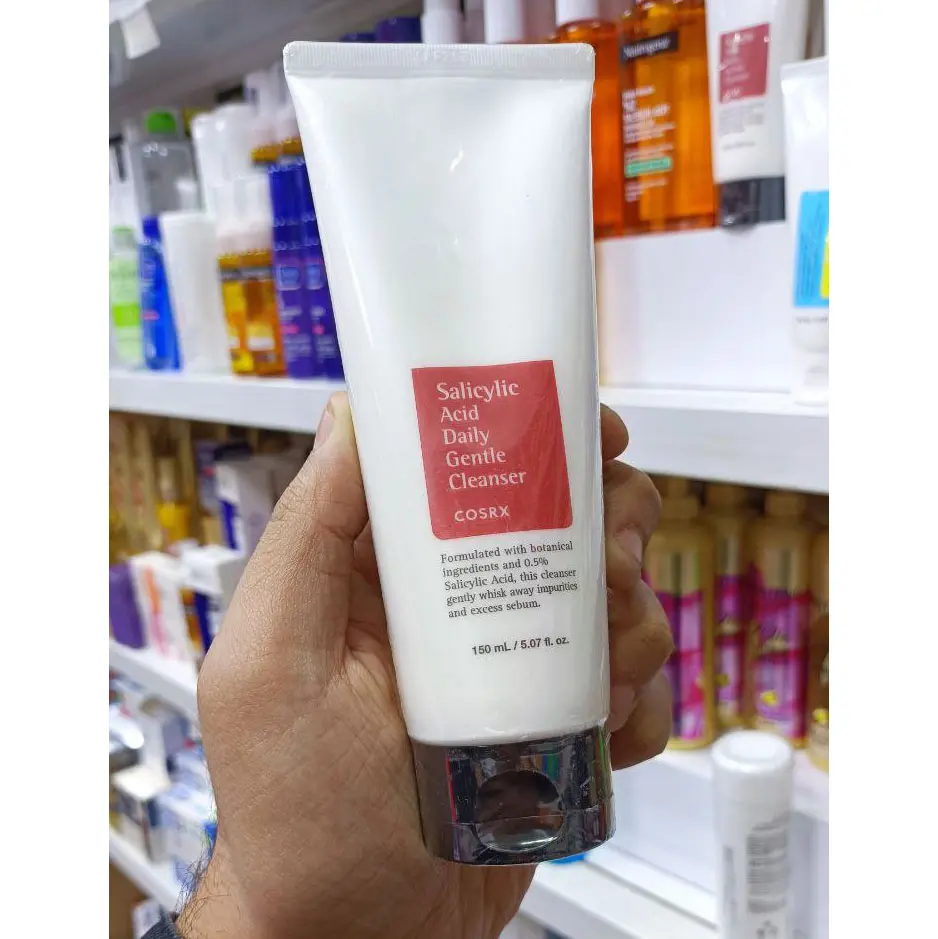 Salicylic
Acid
Daily
Gentle
Cleanser
COSRX
Formulated with botanical
ingredients and 0.5%
Salicylic Acid, this cleanser
gently whisk away impurities
and excess sebum.
150 mL / 5.07 fl. oz.
Neutrogena